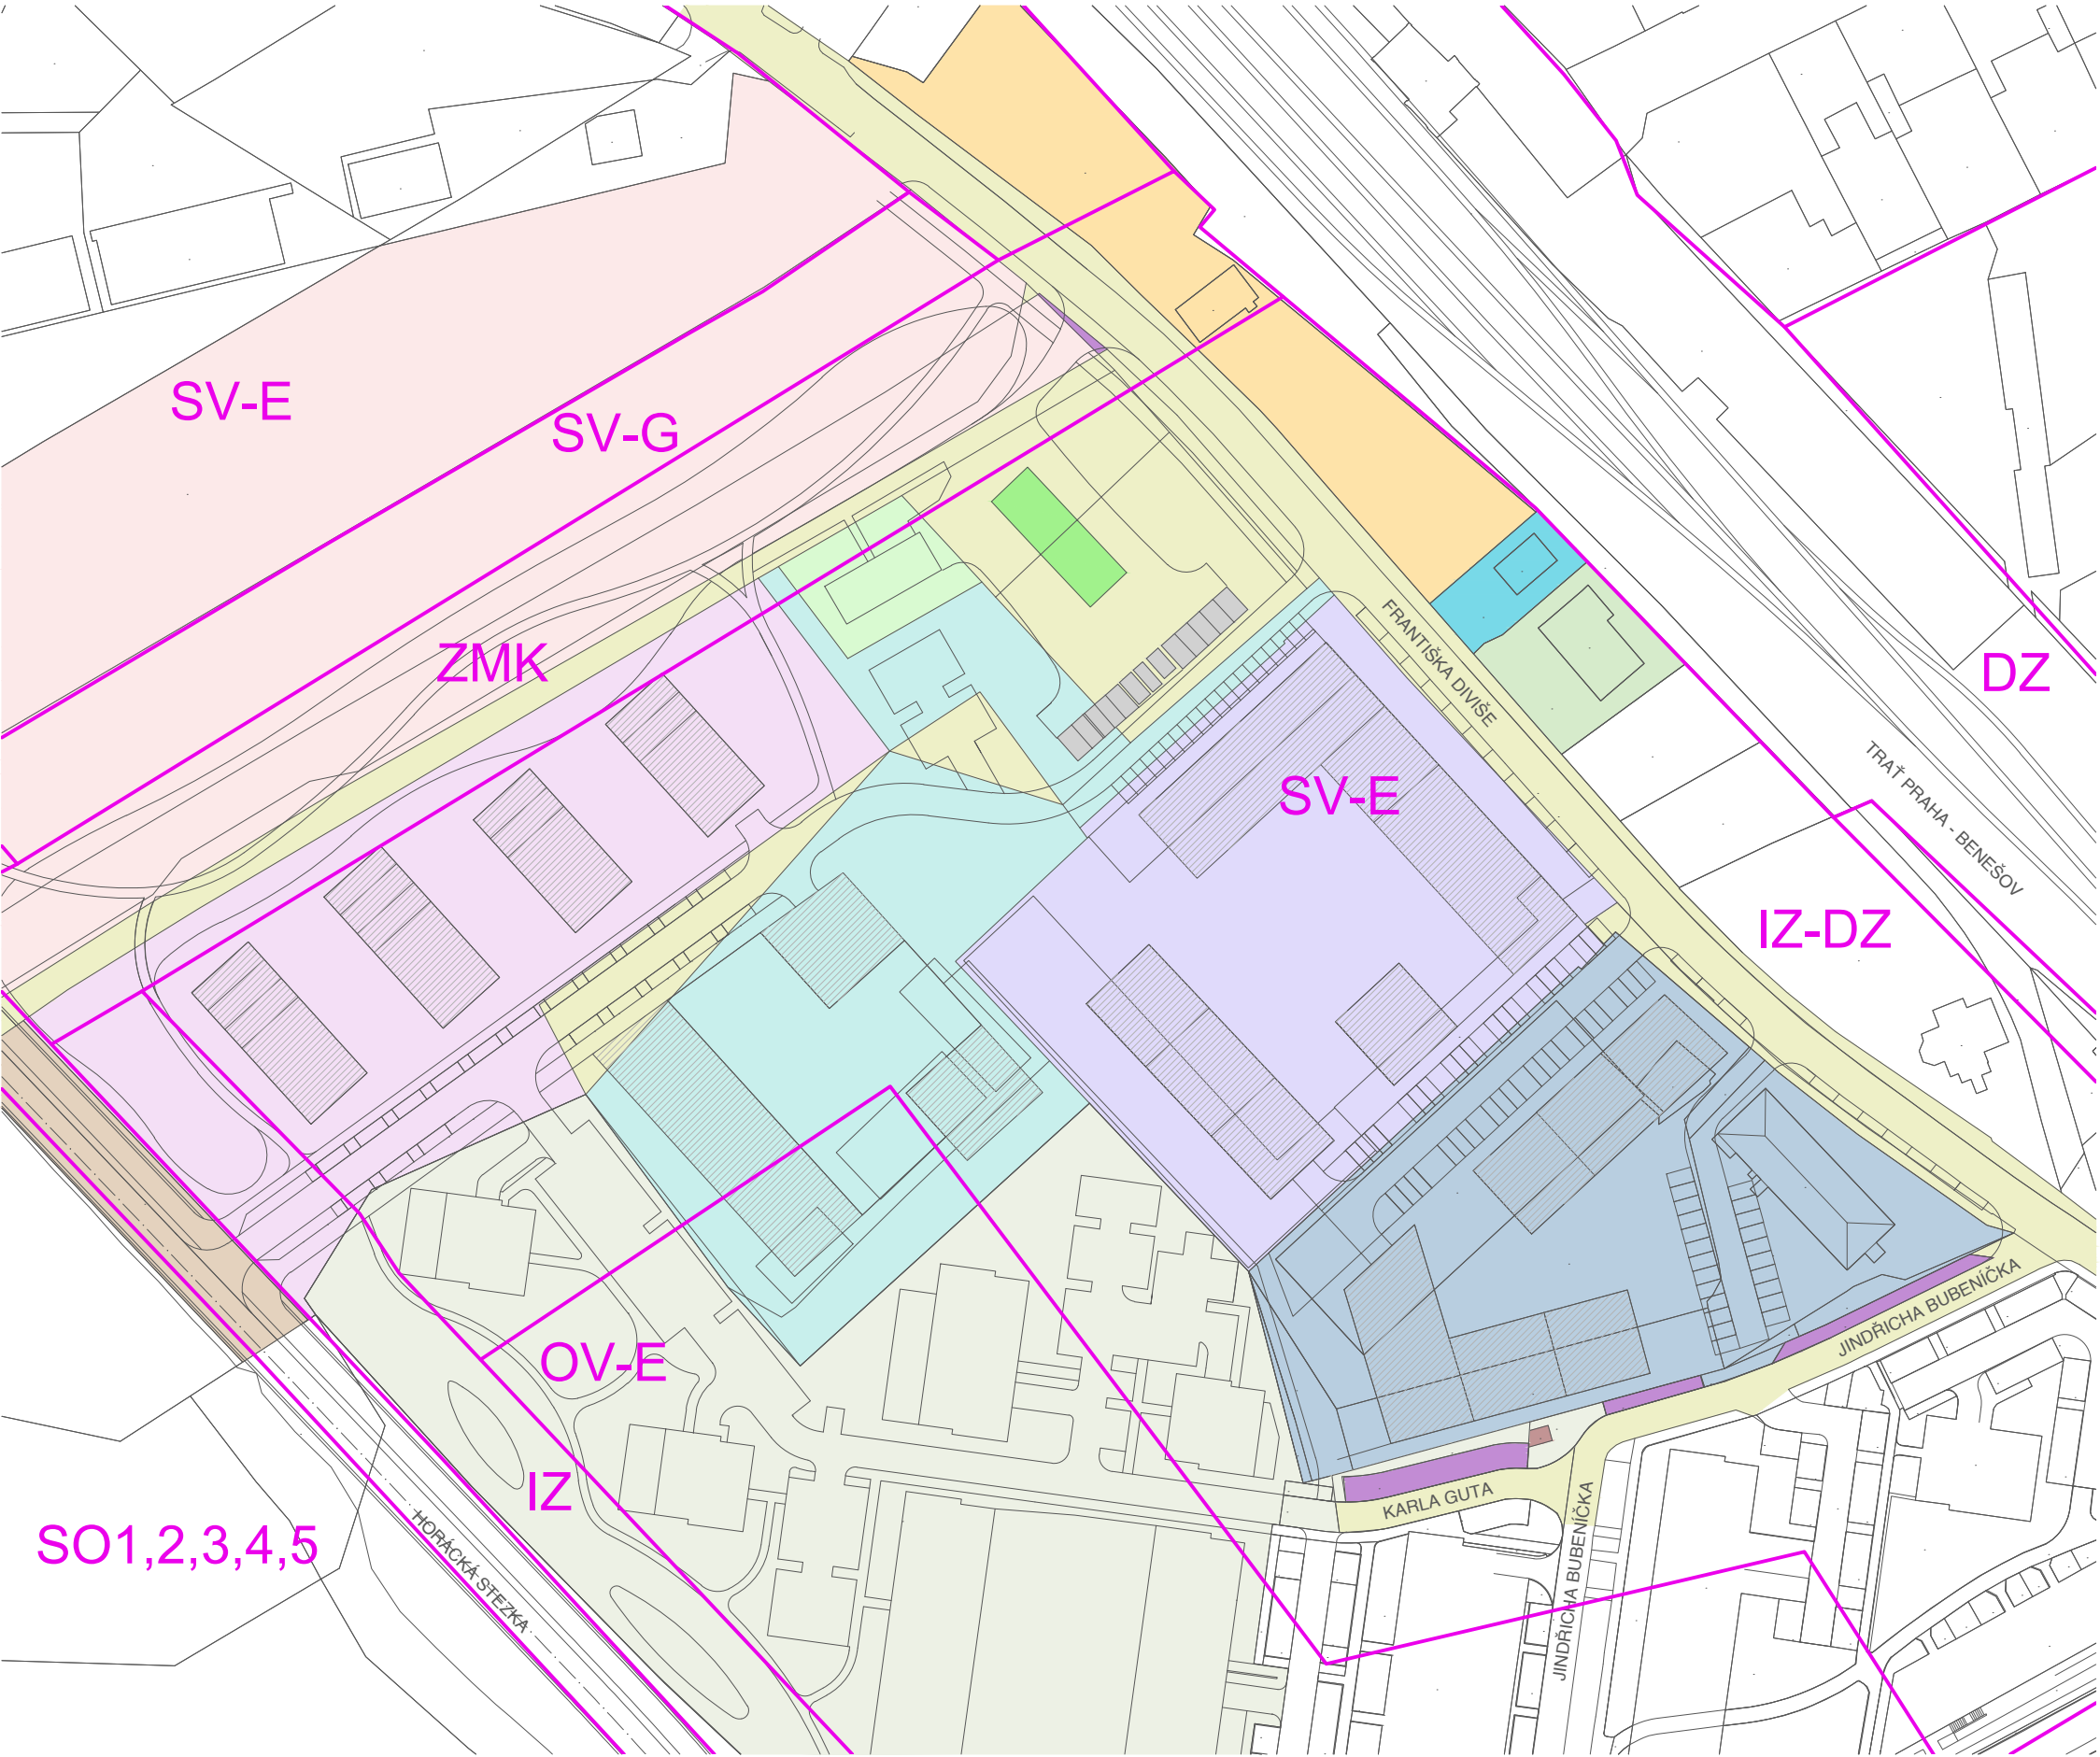 SV-E
SV-G
ZMK
FRANTIŠKA DIVIŠE
DZ
TRAŤ PRAHA - BENEŠOV
SV-E
IZ-DZ
JINDŘICHA BUBENÍČKA
OV-E
IZ
KARLA GUTA
JINDŘICHA BUBENÍČKA
SO1,2,3,4,5
HORÁCKÁ STEZKA